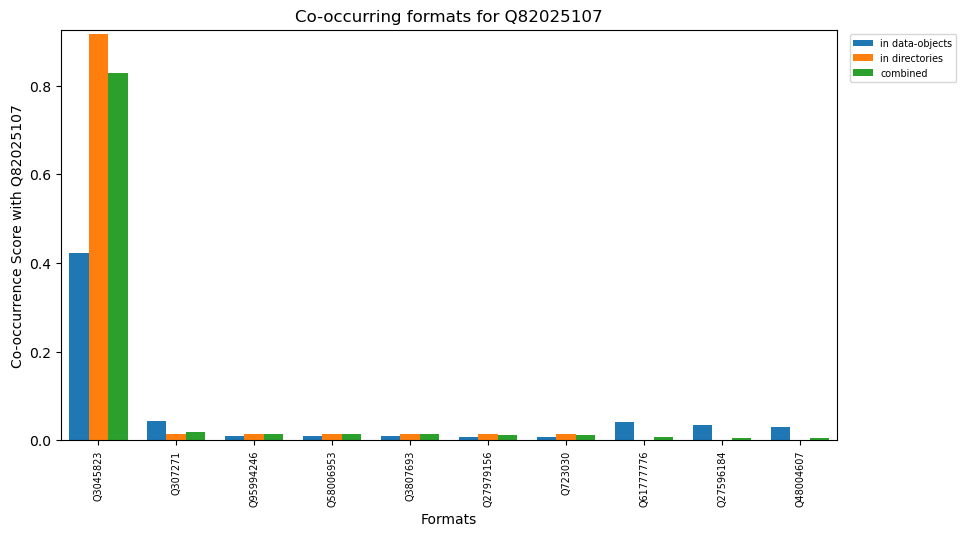 Co-occurring formats for Q82025107
in data-objects
in directories
combined
Co-occurrence Score with Q82025107
0.8
0.6
0.4
0.2
0.0
Q3045823
Q307271
Q95994246
Q58006953
Q3807693
Q27979156
Q723030
Q61777776
Q27596184
Q48004607
Formats